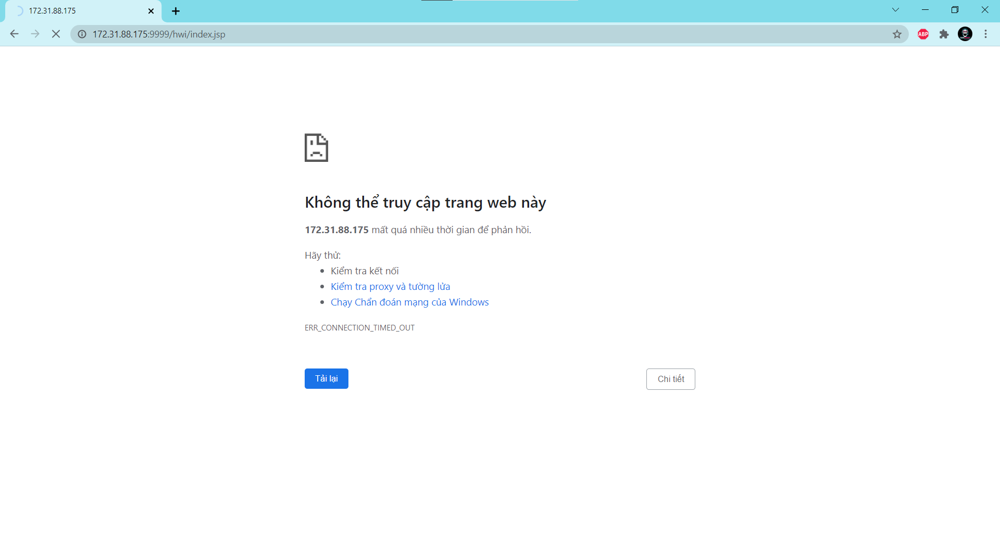 172.31.88.175
172.31.88.175:9999/hwi/index.jsp
ABP
Không thể truy cập trang web này
172.31.88.175 mất quá nhiều thời gian để phản hồi.
Hãy thử:
Kiểm tra kết nối
Kiểm tra proxy và tường lửa
Chạy Chẩn đoán mạng của Windows
ERR_CONNECTION_TIMED_OUT
Tải lại
Chi tiết